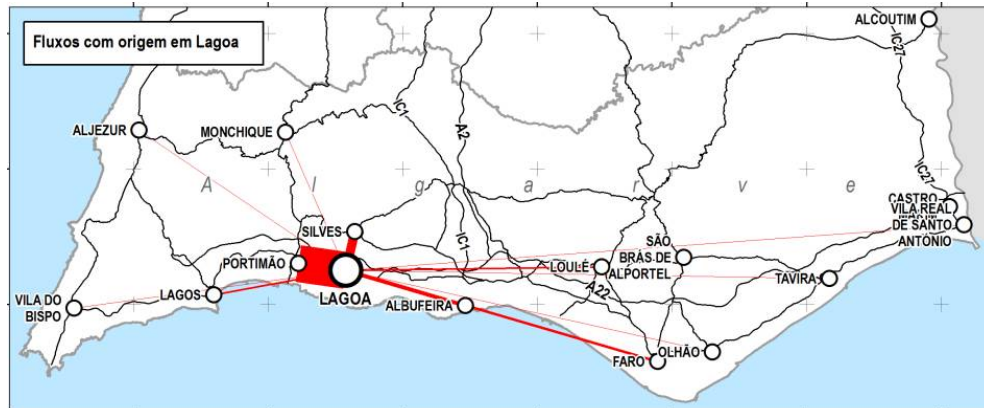 Fluxos com origem em Lagoa
ALCOUTIM
IC27
ALJEZUR
MONCHIQUE
IC1
A2
A l g a r v e
IC27
CASTRO
VILA REAL
DE SANTO
ANTÓNIO
SILVES
IC1
SÃO
BRÁS DE
ALPORTEL
PORTIMÃO
LOULÉ
LAGOA
TAVIRA
A 22
LAGOS
VILA DO
BISPO
ALBUFEIRA
OLHÃO
FARO